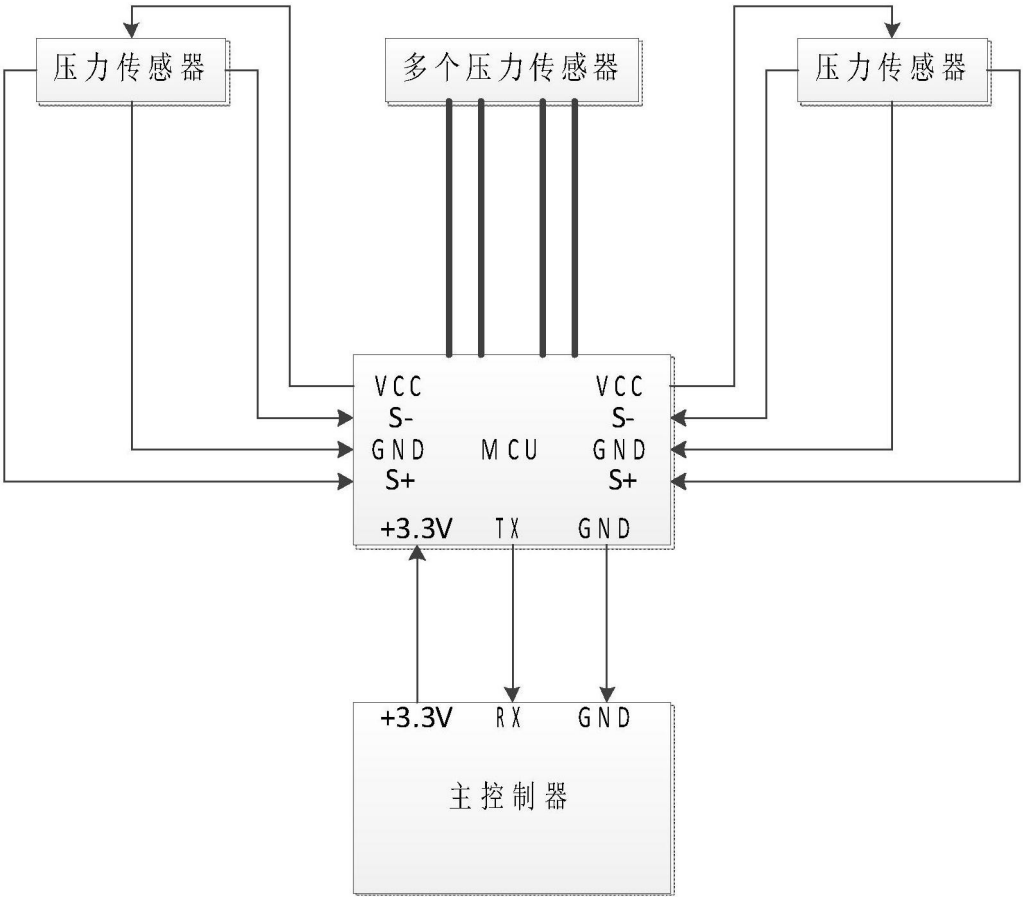 压力传感器 多个压力传感器 压力传感器
VCC VCC
S- S-
GND MCU GND
S+ S+
+3.3V TX GND
+3.3V RX GND
主控制器